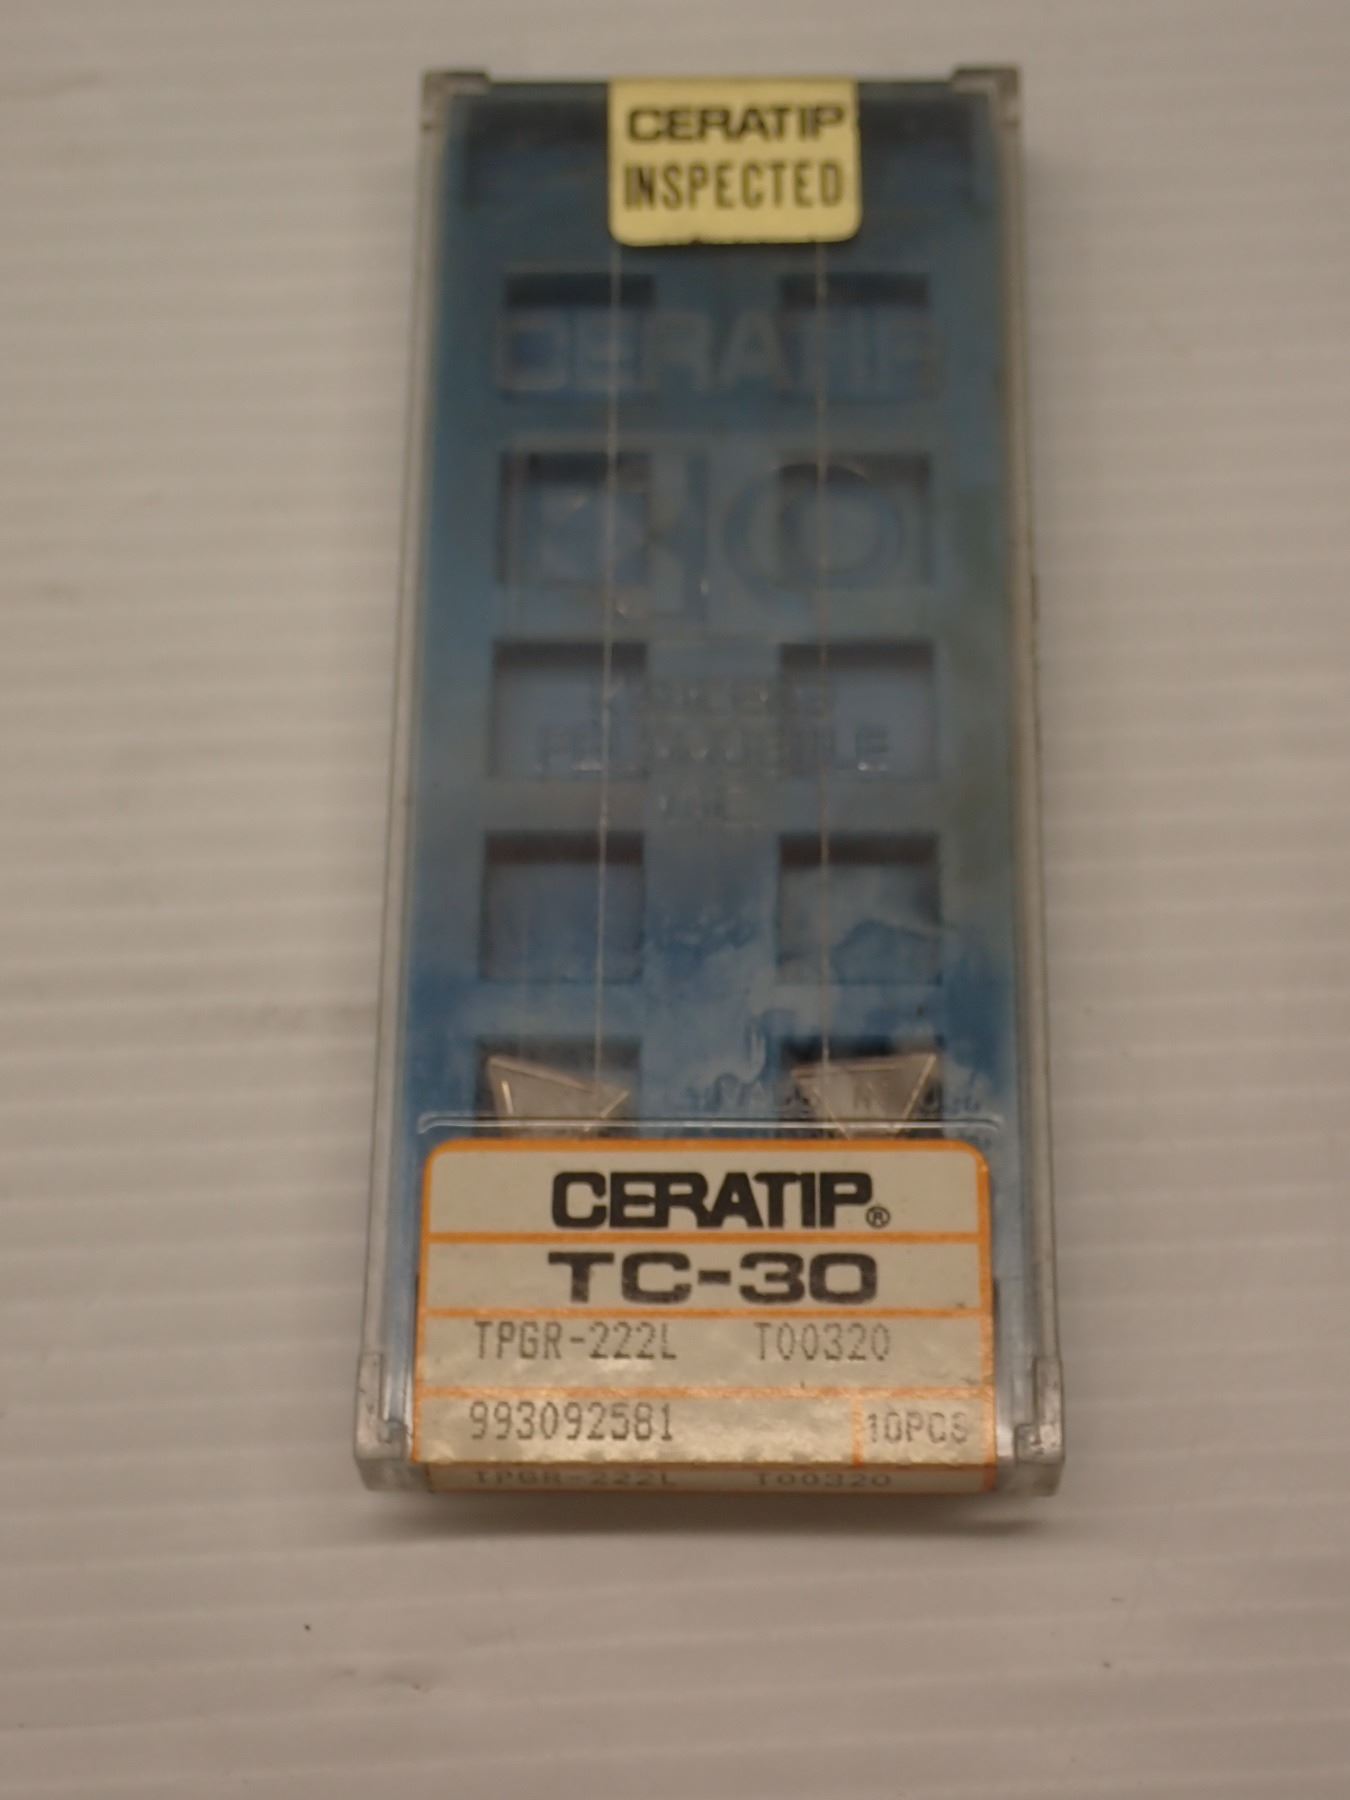 CERATIP
INSPECTED
CERATIP
CERATIP®
TC-30
TPGR-222L T00320
993092581 10PCS
TPGR-222L T00320